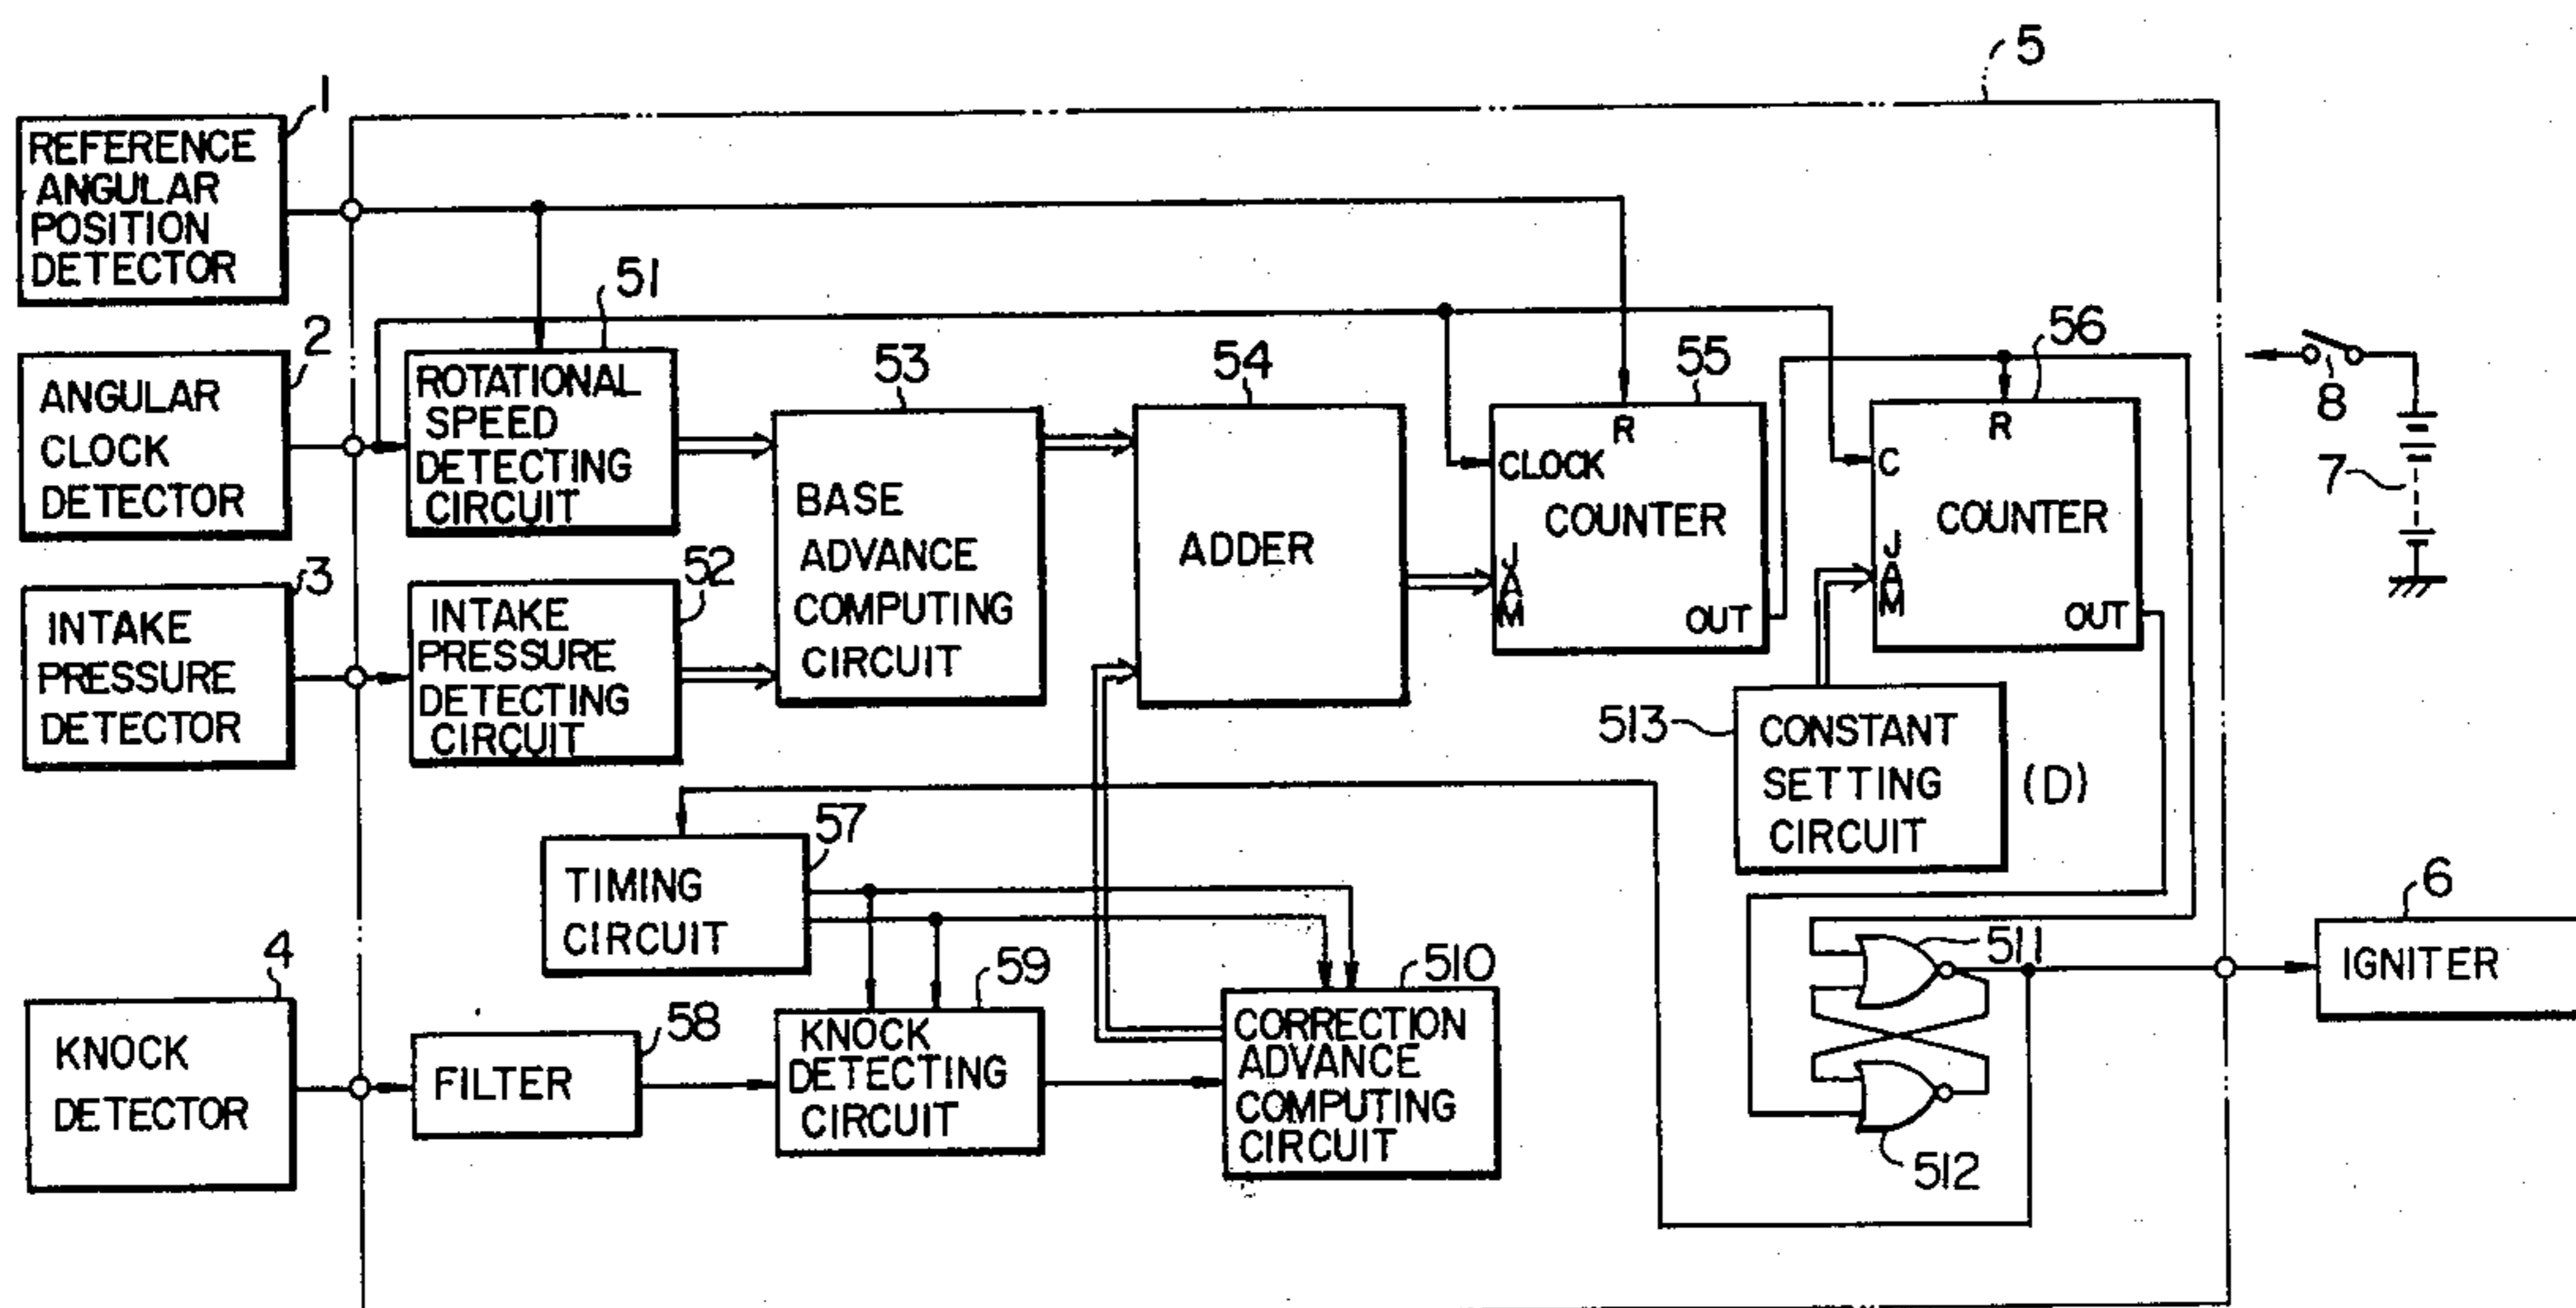 5
1
REFERENCE
ANGULAR
POSITION
DETECTOR
2
ANGULAR
CLOCK
DETECTOR
3
INTAKE
PRESSURE
DETECTOR
4
KNOCK
DETECTOR
51
ROTATIONAL
SPEED
DETECTING
CIRCUIT
52
INTAKE
PRESSURE
DETECTING
CIRCUIT
53
BASE
ADVANCE
COMPUTING
CIRCUIT
54
ADDER
55
R
CLOCK
COUNTER
JAM
OUT
56
R
C
COUNTER
JAM
OUT
8
7
513
CONSTANT
SETTING
CIRCUIT
(D)
57
TIMING
CIRCUIT
58
FILTER
59
KNOCK
DETECTING
CIRCUIT
510
CORRECTION
ADVANCE
COMPUTING
CIRCUIT
511
512
6
IGNITER